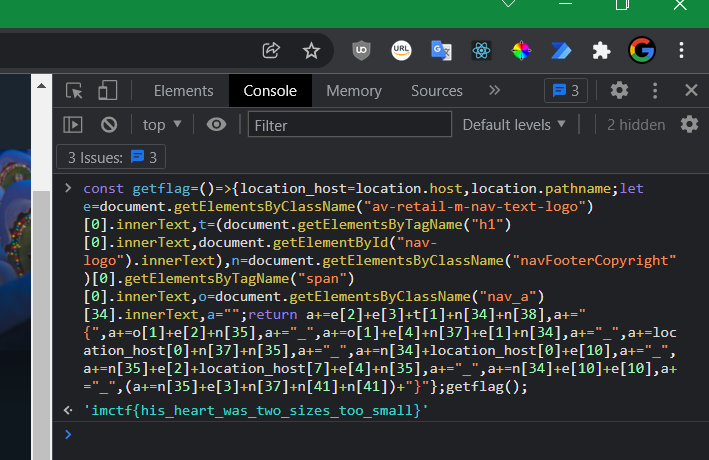 URL
G
Elements Console Memory Sources » 3
top ▼ Filter Default levels ▼ 2 hidden
3 Issues: 3
const getflag=()=>{location_host=location.host,location.pathname;let
e=document.getElementsByClassName("av-retail-m-nav-text-logo")
[0].innerText,t=(document.getElementsByTagName("h1")
[0].innerText,document.getElementById("nav-
logo").innerText),n=document.getElementsByClassName("navFooterCopyright"
)[0].getElementsByTagName("span")
[0].innerText,o=document.getElementsByClassName("nav_a")
[34].innerText,a="";return a+=e[2]+e[3]+t[1]+n[34]+n[38],a+="
{",a+=o[1]+e[2]+n[35],a+="_",a+=o[1]+e[4]+n[37]+e[1]+n[34],a+="_",a+=loc
ation_host[0]+n[37]+n[35],a+="_",a+=n[34]+location_host[0]+e[10],a+="_",
a+=n[35]+e[2]+location_host[7]+e[4]+n[35],a+="_",a+=n[34]+e[10]+e[10],a+
="_",(a+=n[35]+e[3]+n[37]+n[41]+n[41])+"}"};getflag();
'imctf{his_heart_was_two_sizes_too_small}'